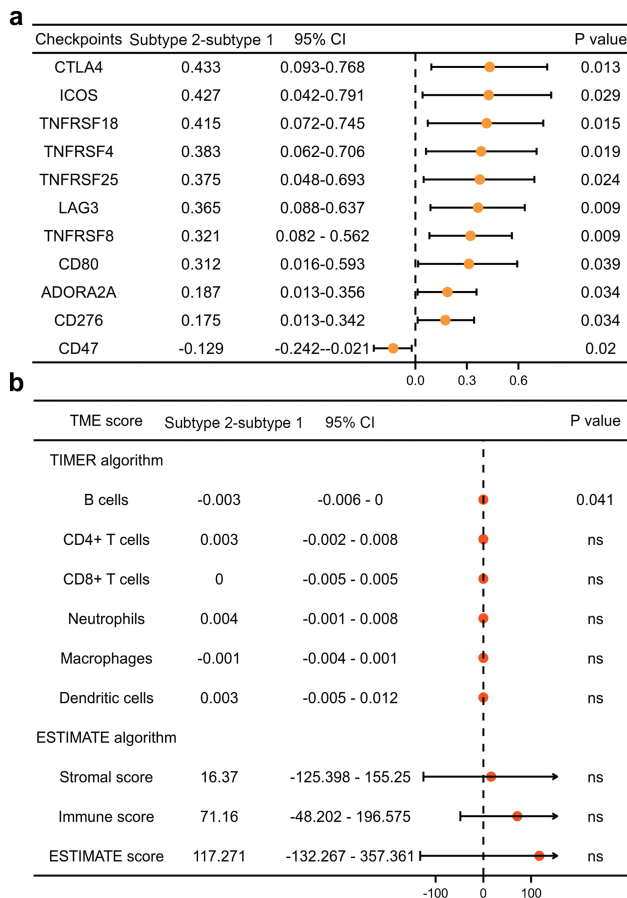 a
Checkpoints Subtype 2-subtype 1 95% CI P value
CTLA4 0.433 0.093-0.768 0.013
ICOS 0.427 0.042-0.791 0.029
TNFRSF18 0.415 0.072-0.745 0.015
TNFRSF4 0.383 0.062-0.706 0.019
TNFRSF25 0.375 0.048-0.693 0.024
LAG3 0.365 0.088-0.637 0.009
TNFRSF8 0.321 0.082 - 0.562 0.009
CD80 0.312 0.016-0.593 0.039
ADORA2A 0.187 0.013-0.356 0.034
CD276 0.175 0.013-0.342 0.034
CD47 -0.129 -0.242--0.021 0.02
0.0 0.3 0.6
b
TME score Subtype 2-subtype 1 95% CI P value
TIMER algorithm
B cells -0.003 -0.006 - 0 0.041
CD4+ T cells 0.003 -0.002 - 0.008 ns
CD8+ T cells 0 -0.005 - 0.005 ns
Neutrophils 0.004 -0.001 - 0.008 ns
Macrophages -0.001 -0.004 - 0.001 ns
Dendritic cells 0.003 -0.005 - 0.012 ns
ESTIMATE algorithm
Stromal score 16.37 -125.398 - 155.25 ns
Immune score 71.16 -48.202 - 196.575 ns
ESTIMATE score 117.271 -132.267 - 357.361 ns
-100 0 100